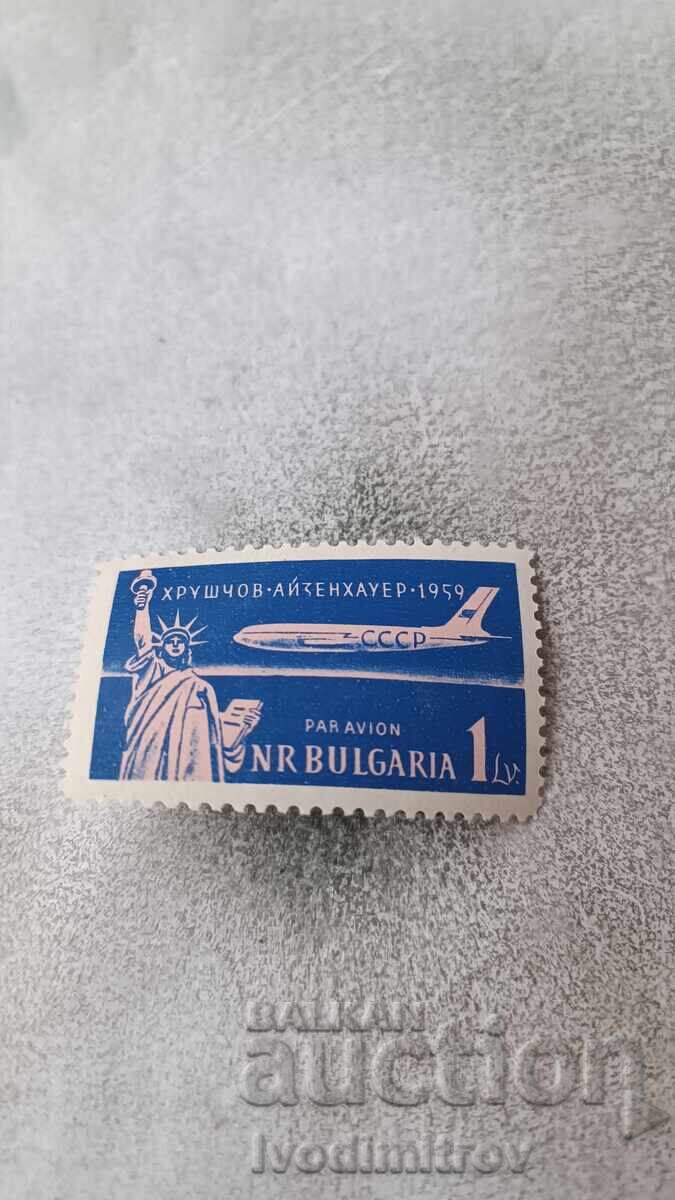 ХРУШЧОВ·АЙЗЕНХАУЕР·1959
СССР
PAR AVION
NR BULGARIA 1 Lv.
BALKAN
auction
Ivodimitrov